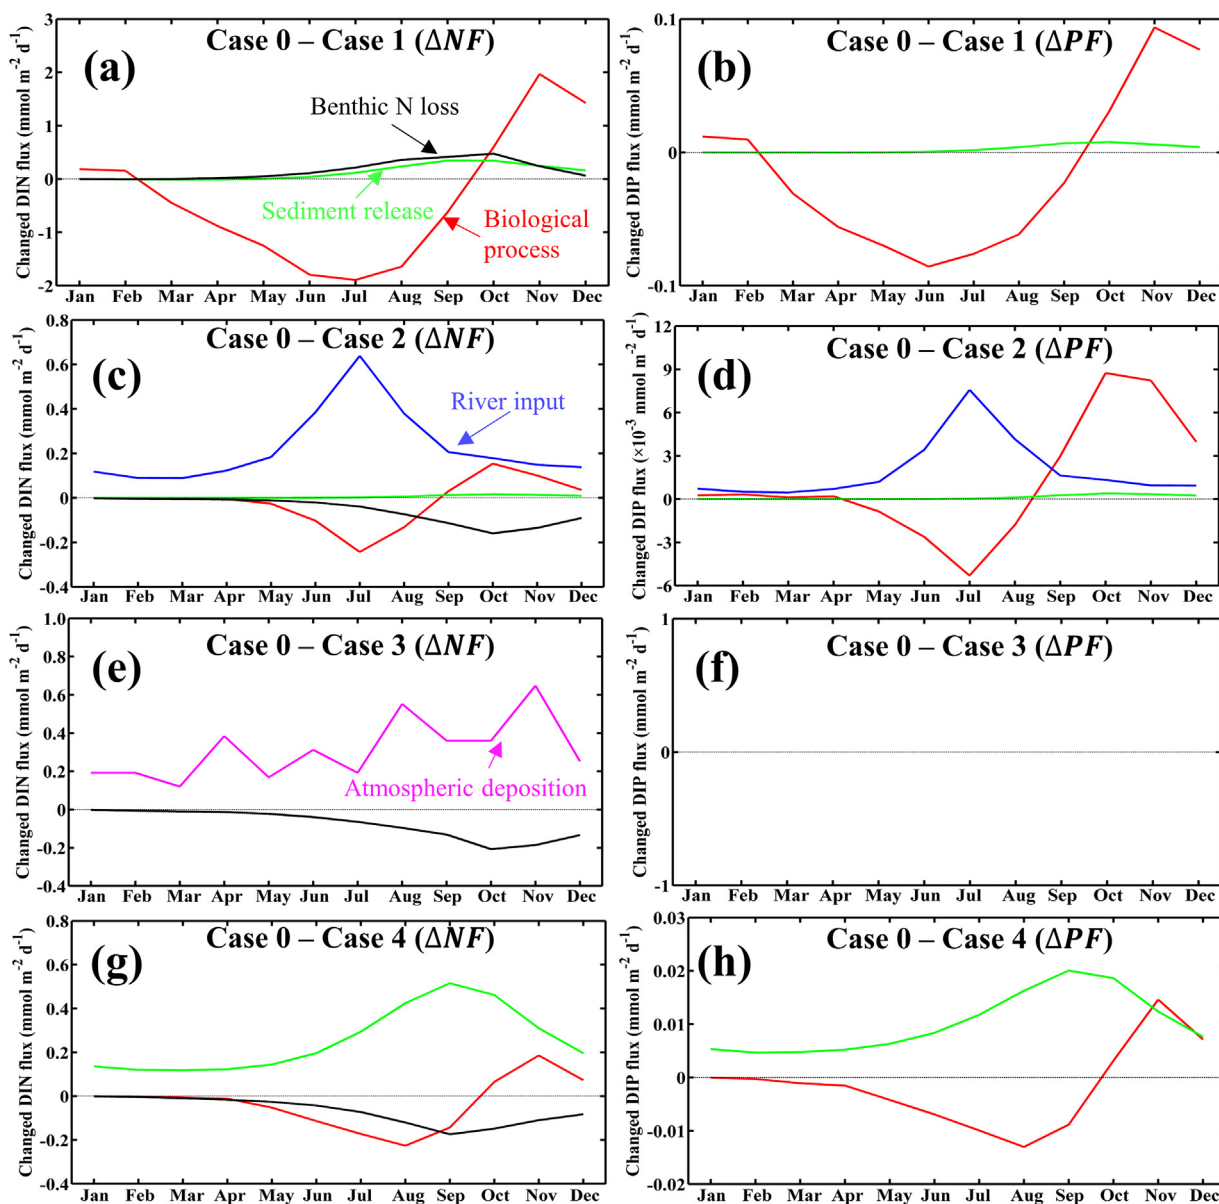 Case 0 – Case 1 (ΔNF)
(a)
Changed DIN flux (mmol m⁻² d⁻¹)
3
2
1
0
-1
-2
Benthic N loss
Sediment release
Biological
process
Jan Feb Mar Apr May Jun Jul Aug Sep Oct Nov Dec
Case 0 – Case 1 (ΔPF)
(b)
Changed DIP flux (mmol m⁻² d⁻¹)
0.1
0
-0.1
Jan Feb Mar Apr May Jun Jul Aug Sep Oct Nov Dec
Case 0 – Case 2 (ΔNF)
(c)
Changed DIN flux (mmol m⁻² d⁻¹)
0.8
0.6
0.4
0.2
0
-0.2
-0.4
River input
Jan Feb Mar Apr May Jun Jul Aug Sep Oct Nov Dec
Case 0 – Case 2 (ΔPF)
(d)
Changed DIP flux (×10⁻³ mmol m⁻² d⁻¹)
12
9
6
3
0
-3
-6
Jan Feb Mar Apr May Jun Jul Aug Sep Oct Nov Dec
Case 0 – Case 3 (ΔNF)
(e)
Changed DIN flux (mmol m⁻² d⁻¹)
1.0
0.8
0.6
0.4
0.2
0
-0.2
-0.4
Atmospheric deposition
Jan Feb Mar Apr May Jun Jul Aug Sep Oct Nov Dec
Case 0 – Case 3 (ΔPF)
(f)
Changed DIP flux (mmol m⁻² d⁻¹)
1
0
-1
Jan Feb Mar Apr May Jun Jul Aug Sep Oct Nov Dec
Case 0 – Case 4 (ΔNF)
(g)
Changed DIN flux (mmol m⁻² d⁻¹)
0.8
0.6
0.4
0.2
0
-0.2
-0.4
Jan Feb Mar Apr May Jun Jul Aug Sep Oct Nov Dec
Case 0 – Case 4 (ΔPF)
(h)
Changed DIP flux (mmol m⁻² d⁻¹)
0.03
0.02
0.01
0
-0.01
-0.02
Jan Feb Mar Apr May Jun Jul Aug Sep Oct Nov Dec